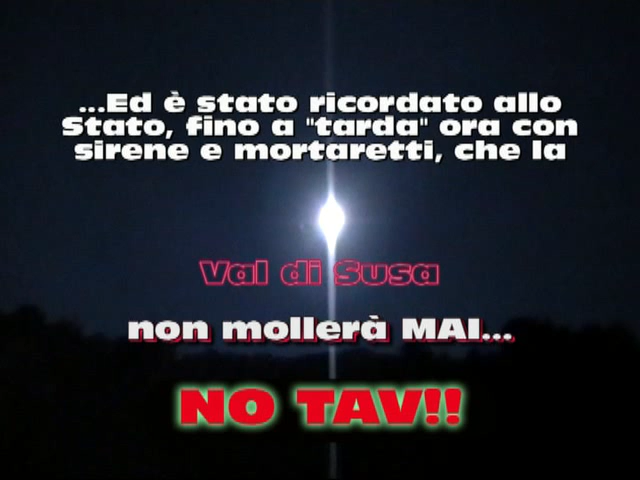 ...Ed è stato ricordato allo
Stato, fino a "tarda" ora con
sirene e mortaretti, che la
Val di Susa
non mollerà MAI...
NO TAV!!